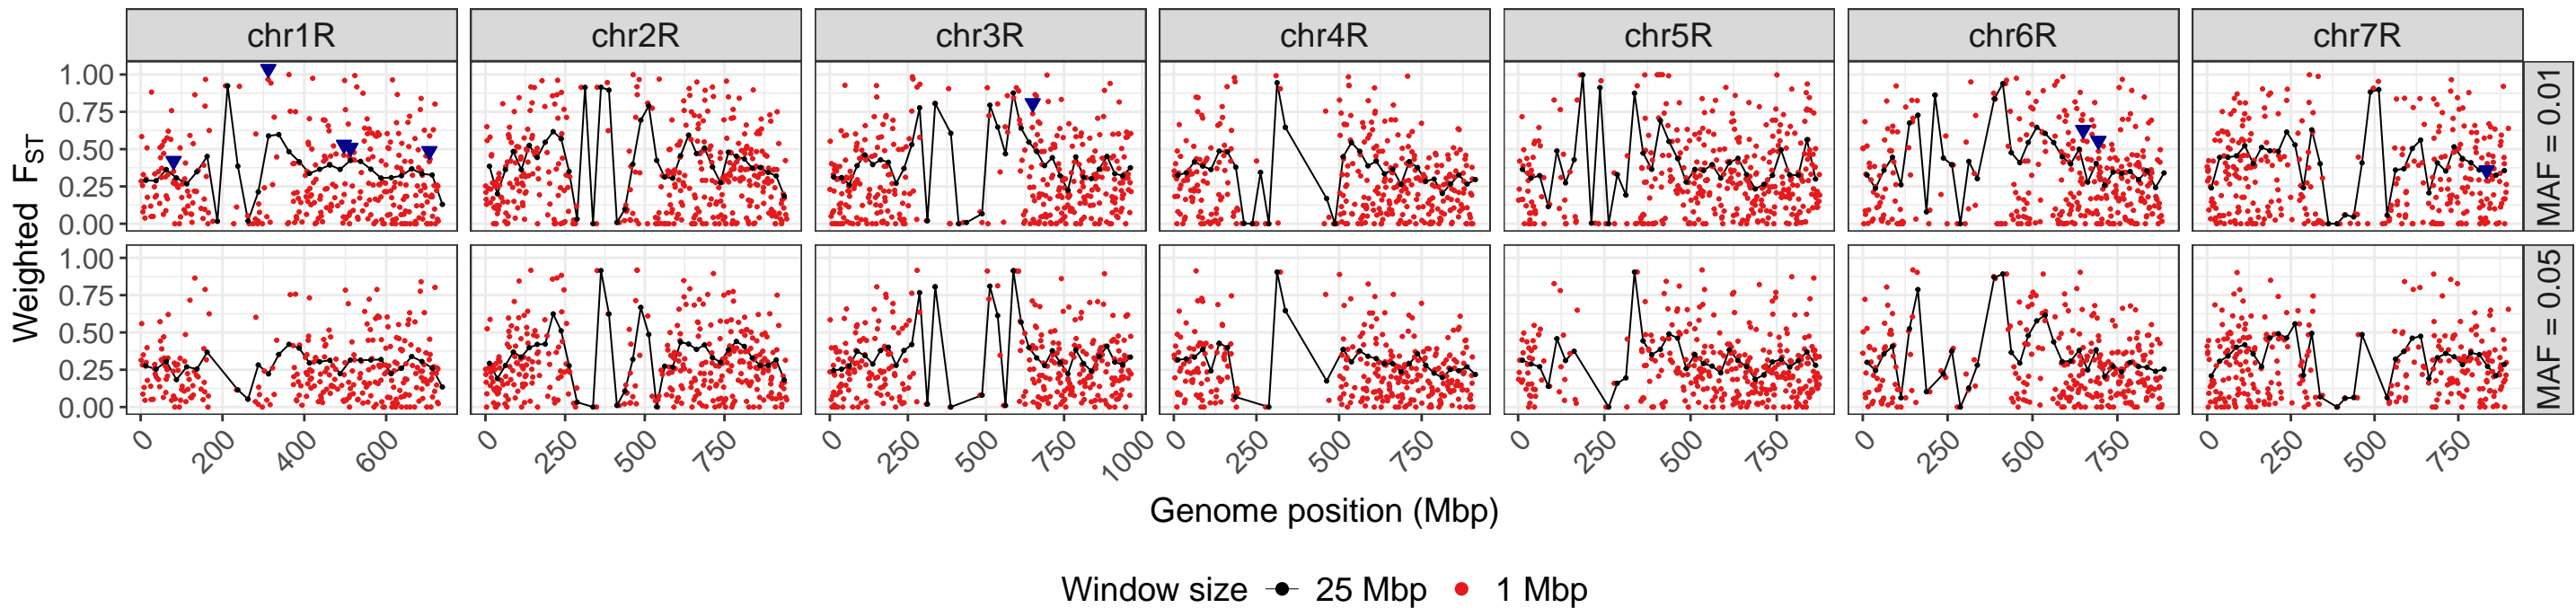 chr1R chr2R chr3R chr4R chr5R chr6R chr7R
Weighted FST
1.00
0.75
0.50
0.25
0.00
MAF = 0.01
1.00
0.75
0.50
0.25
0.00
MAF = 0.05
0 200 400 600 0 250 500 750 0 250 500 750 1000 0 250 500 750 0 250 500 750 0 250 500 750 0 250 500 750
Genome position (Mbp)
Window size 25 Mbp 1 Mbp